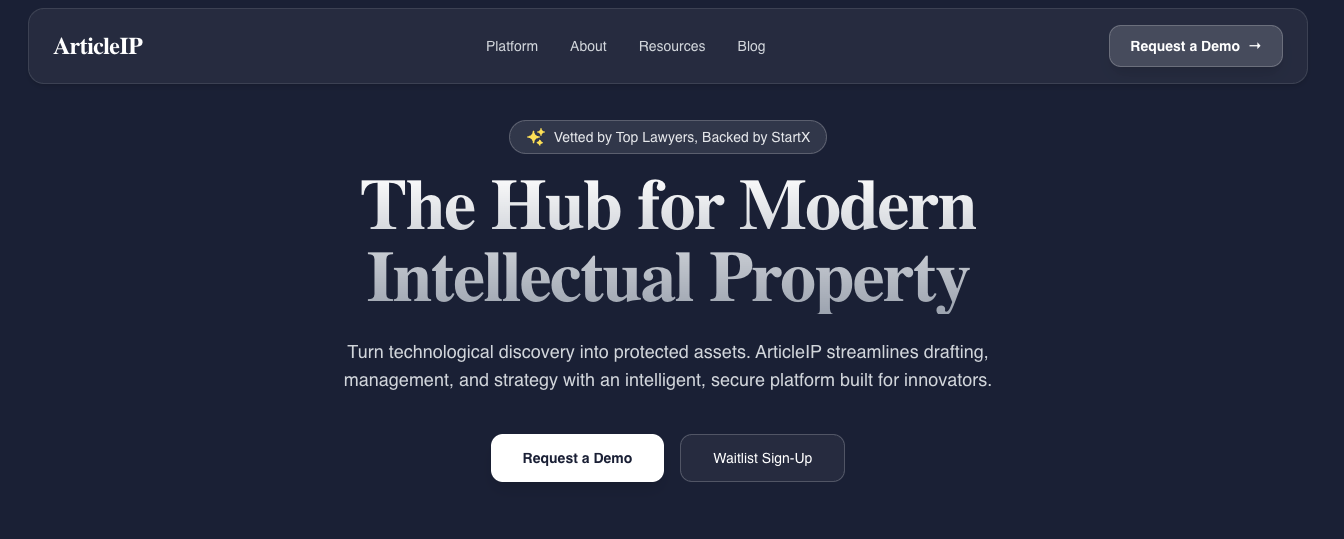 ArticleIP
Platform
About
Resources
Blog
Request a Demo →
Vetted by Top Lawyers, Backed by StartX
The Hub for Modern
Intellectual Property
Turn technological discovery into protected assets. ArticleIP streamlines drafting,
management, and strategy with an intelligent, secure platform built for innovators.
Request a Demo
Waitlist Sign-Up